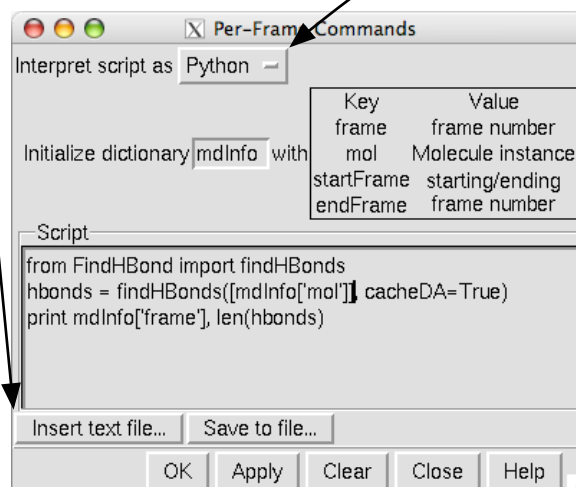 Per-Frame Commands
Interpret script as Python
Key Value
frame frame number
Initialize dictionary mdInfo with mol Molecule instance
startFrame starting/ending
endFrame frame number
Script
from FindHBond import findHBonds
hbonds = findHBonds([mdInfo['mol']], cacheDA=True)
print mdInfo['frame'], len(hbonds)
Insert text file... Save to file...
OK Apply Clear Close Help